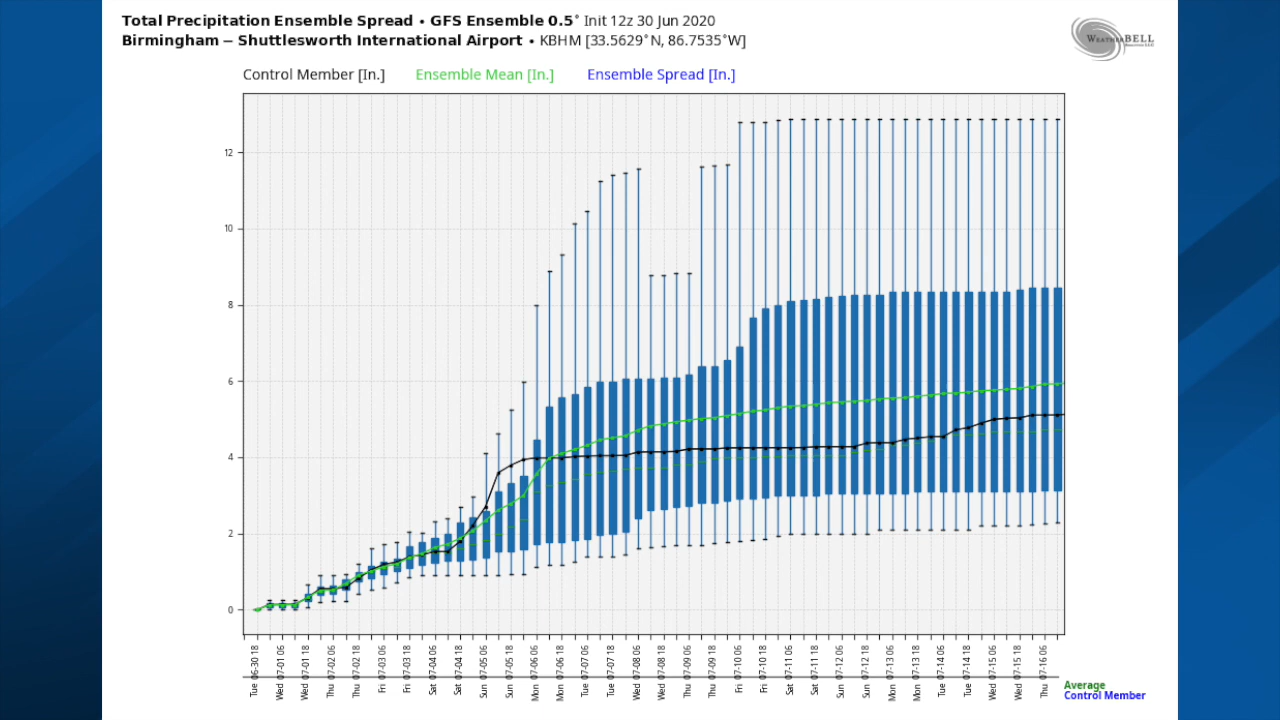 Total Precipitation Ensemble Spread • GFS Ensemble 0.5° Init 12z 30 Jun 2020
Birmingham – Shuttlesworth International Airport • KBHM [33.5629°N, 86.7535°W]
WEATHERBELL
Control Member [In.] Ensemble Mean [In.] Ensemble Spread [In.]
12
10
8
6
4
2
0
Tue 06-30 18
Wed 07-01 06
Wed 07-01 18
Thu 07-02 06
Thu 07-02 18
Fri 07-03 06
Fri 07-03 18
Sat 07-04 06
Sat 07-04 18
Sun 07-05 06
Sun 07-05 18
Mon 07-06 06
Mon 07-06 18
Tue 07-07 06
Tue 07-07 18
Wed 07-08 06
Wed 07-08 18
Thu 07-09 06
Thu 07-09 18
Fri 07-10 06
Fri 07-10 18
Sat 07-11 06
Sat 07-11 18
Sun 07-12 06
Sun 07-12 18
Mon 07-13 06
Mon 07-13 18
Tue 07-14 06
Tue 07-14 18
Wed 07-15 06
Wed 07-15 18
Thu 07-16 06
Average
Control Member